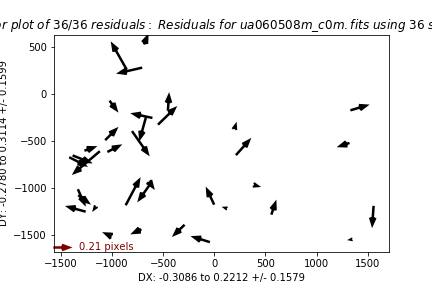 or plot of 36/36 residuals: Residuals for ua060508m_c0m.fits using 36 s
DY: -0.2780 to 0.3114 +/- 0.1599
500
0
−500
−1000
−1500
0.21 pixels
−1500 −1000 −500 0 500 1000 1500
DX: -0.3086 to 0.2212 +/- 0.1579